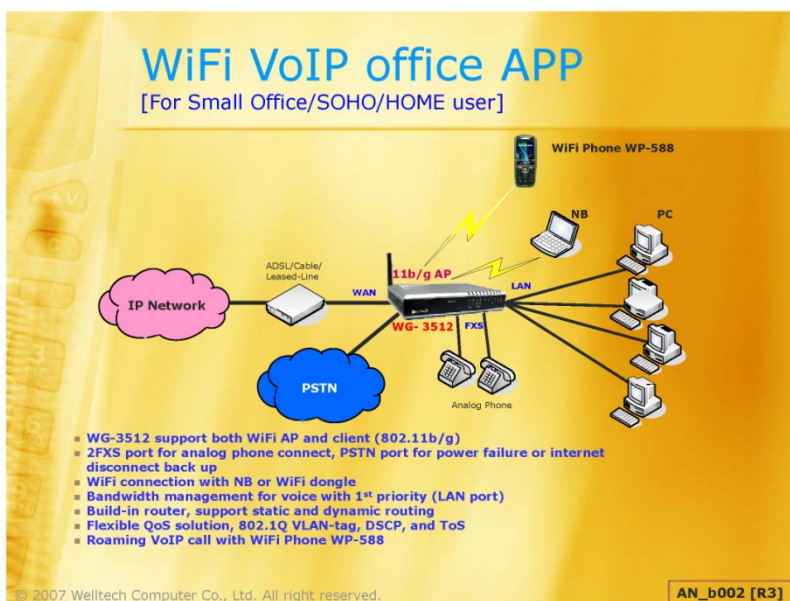 WiFi VoIP office APP
[For Small Office/SOHO/HOME user]
WiFi Phone WP-588
NB
PC
11b/g AP
ADSL/Cable/
Leased-Line
WAN
LAN
IP Network
WG- 3512
FXS
PSTN
Analog Phone
WG-3512 support both WiFi AP and client (802.11b/g)
2FXS port for analog phone connect, PSTN port for power failure or internet
disconnect back up
WiFi connection with NB or WiFi dongle
Bandwidth management for voice with 1st priority (LAN port)
Build-in router, support static and dynamic routing
Flexible QoS solution, 802.1Q VLAN-tag, DSCP, and ToS
Roaming VoIP call with WiFi Phone WP-588
© 2007 Welltech Computer Co., Ltd. All right reserved.
AN_b002 [R3]